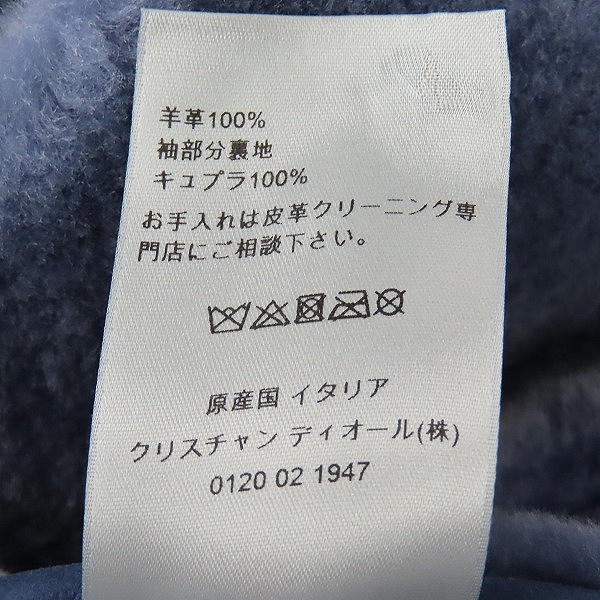 羊革100%
袖部分裏地
キュプラ100%
お手入れは皮革クリーニング専
門店にご相談下さい。
原産国 イタリア
クリスチャン ディオール(株)
0120 02 1947